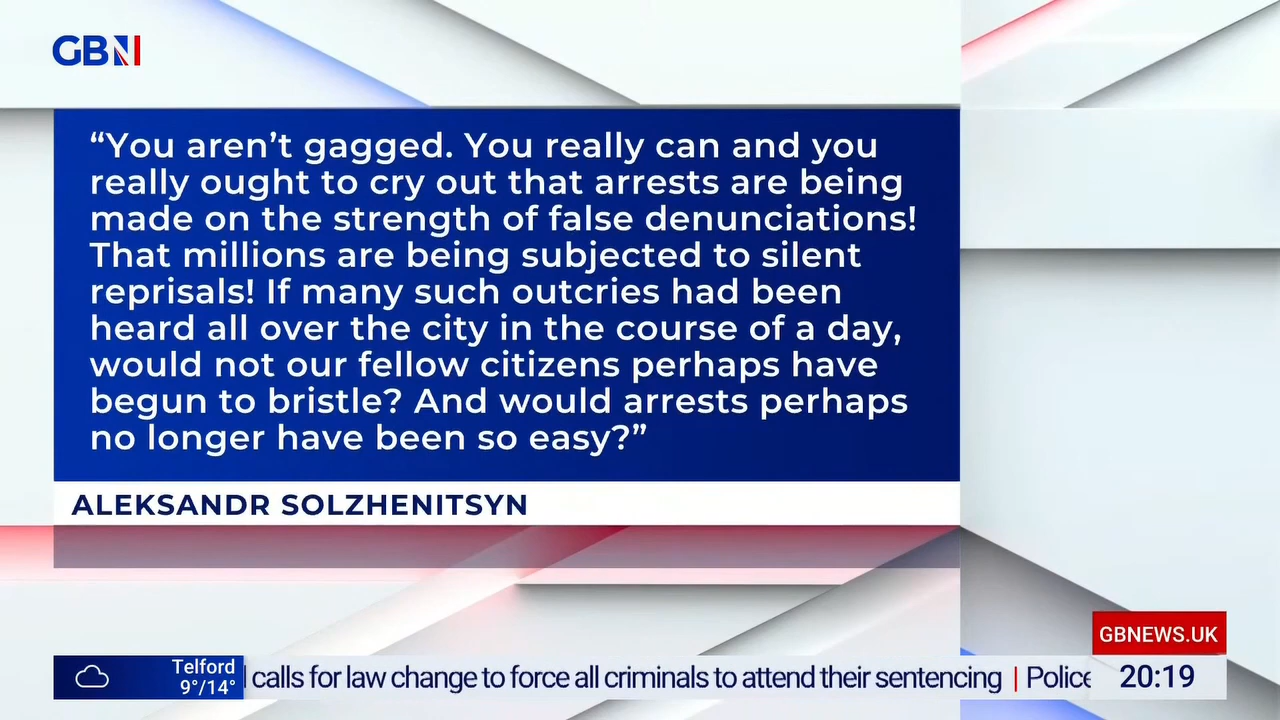 GBN
“You aren’t gagged. You really can and you
really ought to cry out that arrests are being
made on the strength of false denunciations!
That millions are being subjected to silent
reprisals! If many such outcries had been
heard all over the city in the course of a day,
would not our fellow citizens perhaps have
begun to bristle? And would arrests perhaps
no longer have been so easy?”
ALEKSANDR SOLZHENITSYN
GBNEWS.UK
Telford
9°/14°
calls for law change to force all criminals to attend their sentencing | Police
20:19